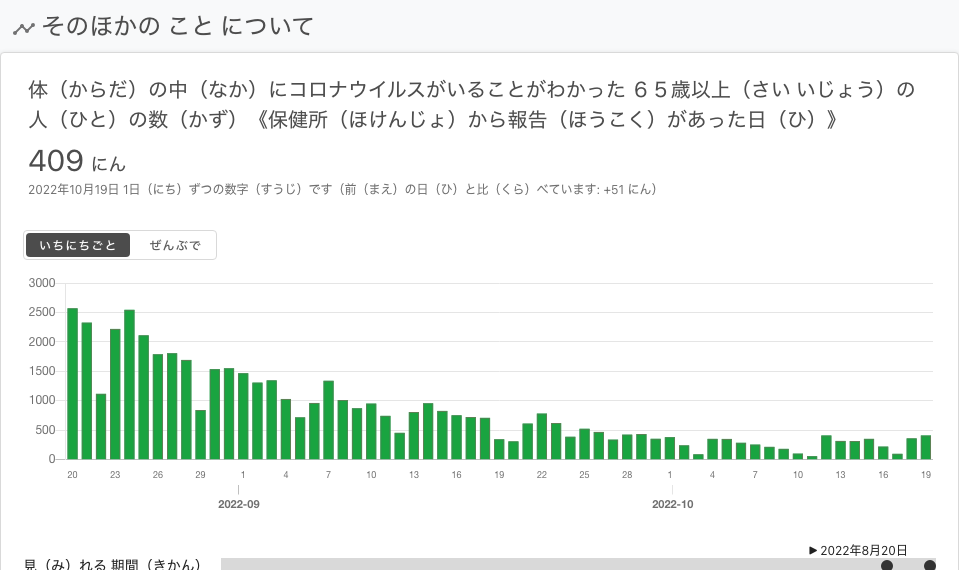 そのほかの こと について
体（からだ）の中（なか）にコロナウイルスがいることがわかった ６５歳以上（さい いじょう）の
人（ひと）の数（かず）《保健所（ほけんじょ）から報告（ほうこく）があった日（ひ）》
409 にん
2022年10月19日 1日（にち）ずつの数字（すうじ）です（前（まえ）の日（ひ）と比（くら）べています: +51 にん）
いちにちごと ぜんぶで
3000
2500
2000
1500
1000
500
0
20 23 26 29 1 4 7 10 13 16 19 22 25 28 1 4 7 10 13 16 19
2022-09 2022-10
▶ 2022年8月20日
見（み）れる 期間（きかん）